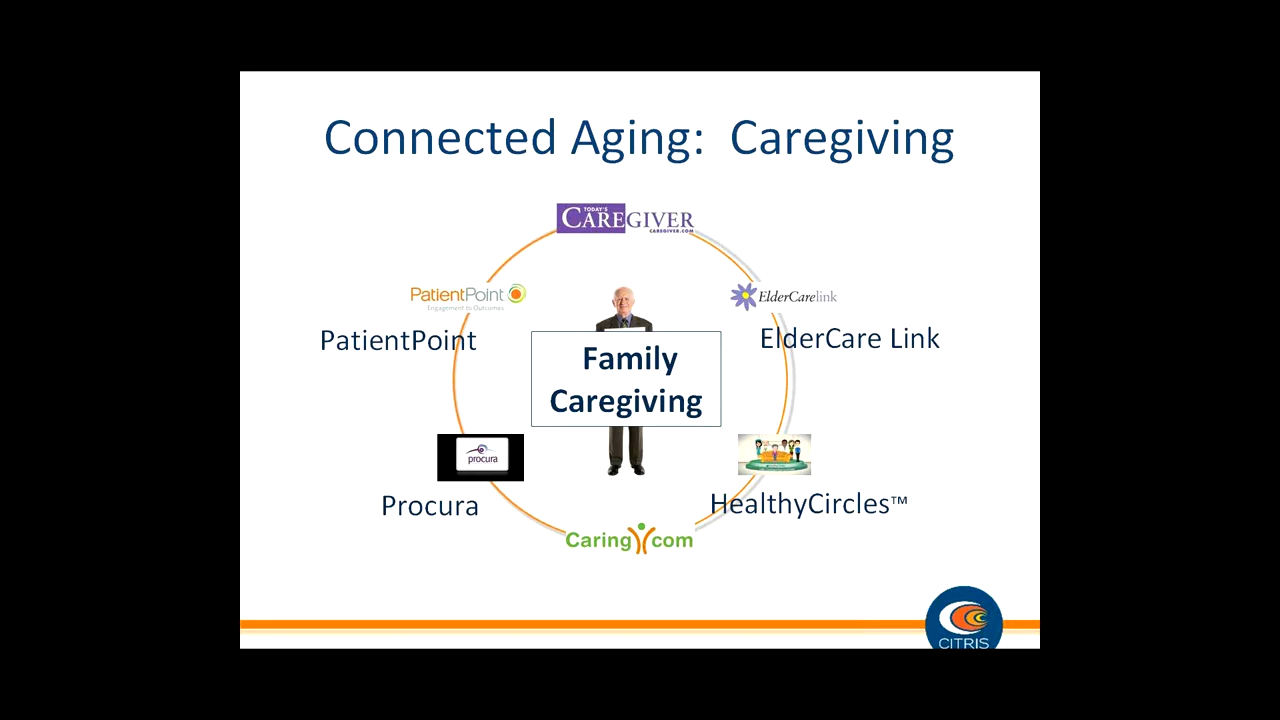 Connected Aging: Caregiving
TODAY'S
CAREGIVER
CAREGIVER.COM
PatientPoint
Engagement to Outcomes
ElderCarelink
PatientPoint
ElderCare Link
Family
Caregiving
procura
Procura
HealthyCircles™
Caring.com
CITRIS